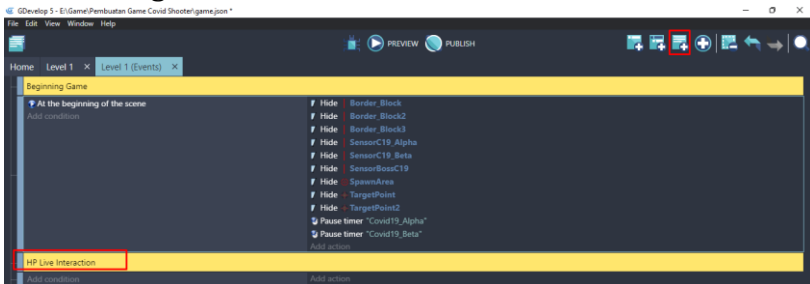 GDevelop 5 - E:\Game\Pembuatan Game Covid Shooter\game.json *
File Edit View Window Help
PREVIEW PUBLISH
Home Level 1 × Level 1 (Events) ×
Beginning Game
At the beginning of the scene
Add condition
Hide Border_Block
Hide Border_Block2
Hide Border_Block3
Hide SensorC19_Alpha
Hide SensorC19_Beta
Hide SensorBossC19
Hide SpawnArea
Hide TargetPoint
Hide TargetPoint2
Pause timer "Covid19_Alpha"
Pause timer "Covid19_Beta"
Add action
HP Live Interaction
Add condition Add action